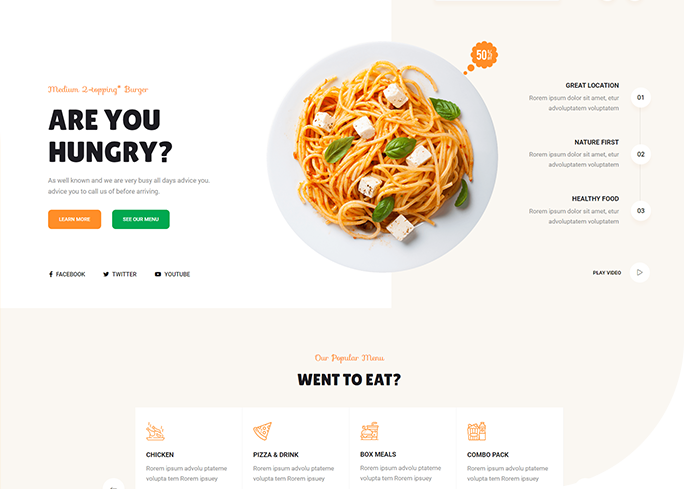 Medium 2-topping* Burger
ARE YOU
HUNGRY?
As well known and we are very busy all days advice you.
advice you to call us of before arriving.
LEARN MORE
SEE OUR MENU
FACEBOOK
TWITTER
YOUTUBE
50%
GREAT LOCATION
Rorem ipsum dolor sit amet, etur
advoluptatem voluptatem
01
NATURE FIRST
Rorem ipsum dolor sit amet, etur
advoluptatem voluptatem
02
HEALTHY FOOD
Rorem ipsum dolor sit amet, etur
advoluptatem voluptatem
03
PLAY VIDEO
Our Popular Menu
WENT TO EAT?
CHICKEN
Rorem ipsum advolu ptateme
volupta tem Rorem ipsuey
PIZZA & DRINK
Rorem ipsum advolu ptateme
volupta tem Rorem ipsuey
BOX MEALS
Rorem ipsum advolu ptateme
volupta tem Rorem ipsuey
COMBO PACK
Rorem ipsum advolu ptateme
volupta tem Rorem ipsuey